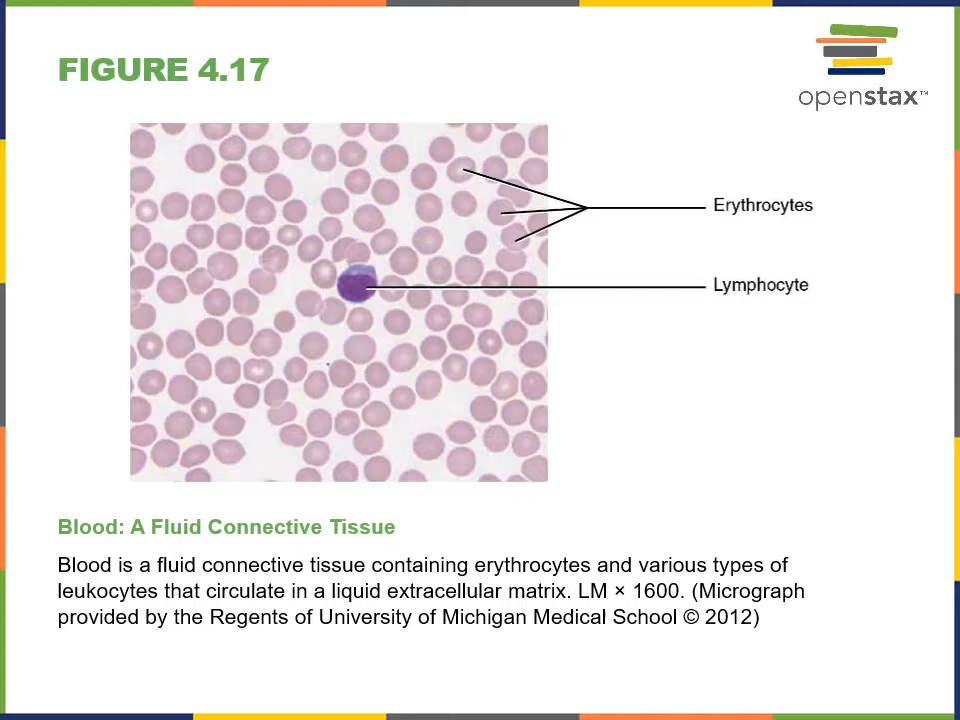 FIGURE 4.17
openstax™
Erythrocytes
Lymphocyte
Blood: A Fluid Connective Tissue
Blood is a fluid connective tissue containing erythrocytes and various types of
leukocytes that circulate in a liquid extracellular matrix. LM × 1600. (Micrograph
provided by the Regents of University of Michigan Medical School © 2012)